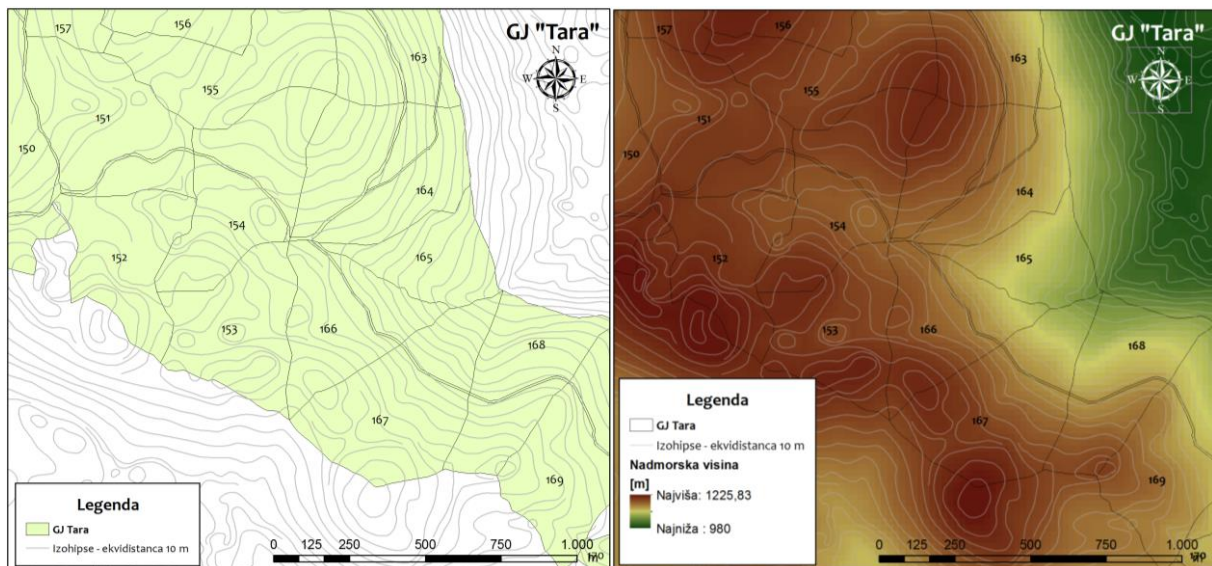 157
156
GJ "Tara"
N
W E
S
163
155
151
150
164
154
152
165
153
166
168
167
169
Legenda
GJ Tara
Izohipse - ekvidistanca 10 m
0 125 250 500 750 1.000
m
170
157
156
GJ "Tara"
N
W E
S
163
155
151
150
164
154
152
165
153
166
168
167
169
Legenda
GJ Tara
Izohipse - ekvidistanca 10 m
Nadmorska visina
[m]
Najviša: 1225,83
Najniža : 980
0 125 250 500 750 1.000
m
170